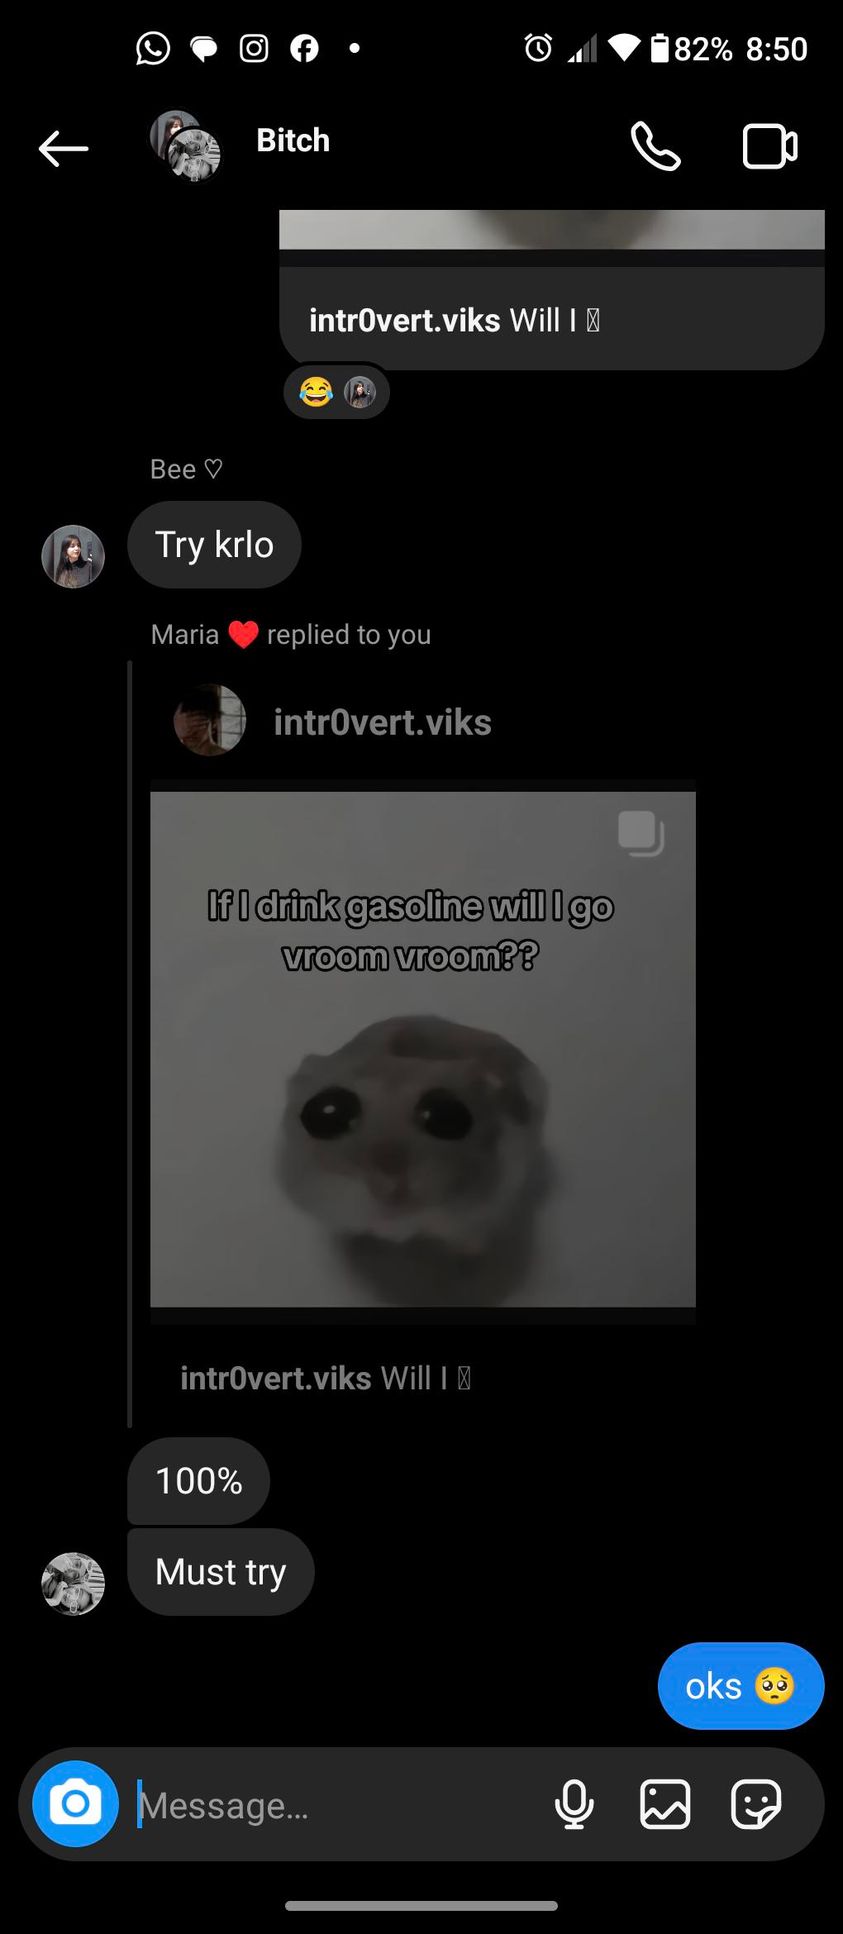 82% 8:50
Bitch
intr0vert.viks Will I
Bee ♡
Try krlo
Maria ❤️ replied to you
intr0vert.viks
If I drink gasoline will I go
vroom vroom??
intr0vert.viks Will I
100%
Must try
oks 🥺
Message...